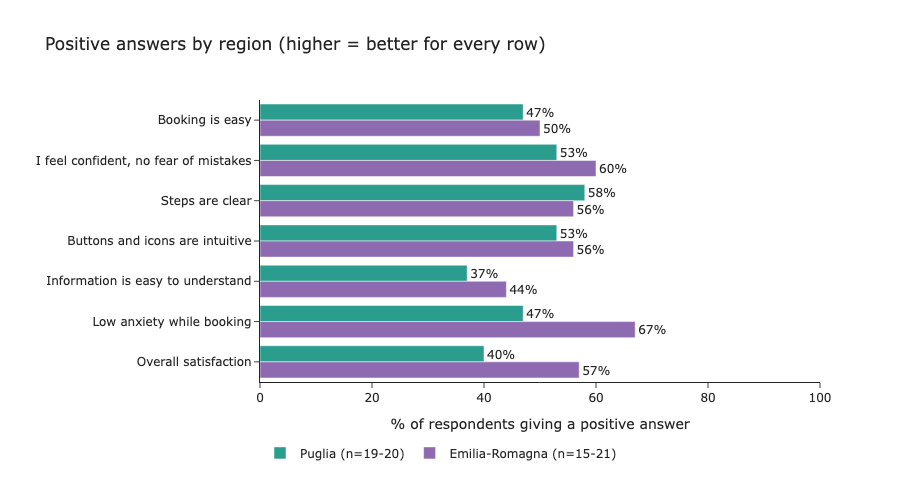 Positive answers by region (higher = better for every row)
Booking is easy
47%
50%
I feel confident, no fear of mistakes
53%
60%
Steps are clear
58%
56%
Buttons and icons are intuitive
53%
56%
Information is easy to understand
37%
44%
Low anxiety while booking
47%
67%
Overall satisfaction
40%
57%
0 20 40 60 80 100
% of respondents giving a positive answer
Puglia (n=19-20) Emilia-Romagna (n=15-21)